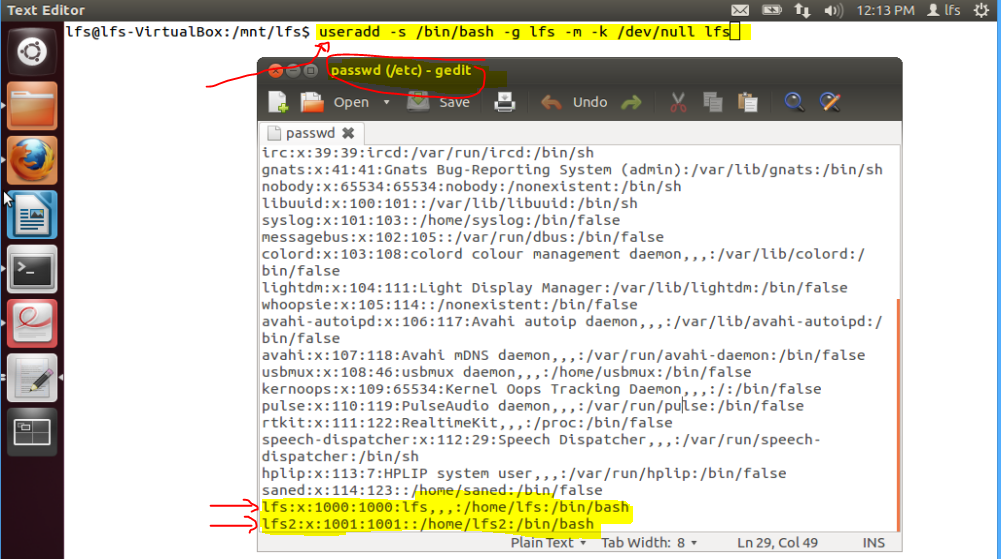 Text Editor
12:13 PM lfs
lfs@lfs-VirtualBox:/mnt/lfs$ useradd -s /bin/bash -g lfs -m -k /dev/null lfs
passwd (/etc) - gedit
Open Save Undo
passwd
irc:x:39:39:ircd:/var/run/ircd:/bin/sh
gnats:x:41:41:Gnats Bug-Reporting System (admin):/var/lib/gnats:/bin/sh
nobody:x:65534:65534:nobody:/nonexistent:/bin/sh
libuuid:x:100:101::/var/lib/libuuid:/bin/sh
syslog:x:101:103::/home/syslog:/bin/false
messagebus:x:102:105::/var/run/dbus:/bin/false
colord:x:103:108:colord colour management daemon,,,:/var/lib/colord:/
bin/false
lightdm:x:104:111:Light Display Manager:/var/lib/lightdm:/bin/false
whoopsie:x:105:114::/nonexistent:/bin/false
avahi-autoipd:x:106:117:Avahi autoip daemon,,,:/var/lib/avahi-autoipd:/
bin/false
avahi:x:107:118:Avahi mDNS daemon,,,:/var/run/avahi-daemon:/bin/false
usbmux:x:108:46:usbmux daemon,,,:/home/usbmux:/bin/false
kernoops:x:109:65534:Kernel Oops Tracking Daemon,,,:/:/bin/false
pulse:x:110:119:PulseAudio daemon,,,:/var/run/pulse:/bin/false
rtkit:x:111:122:RealtimeKit,,,:/proc:/bin/false
speech-dispatcher:x:112:29:Speech Dispatcher,,,:/var/run/speech-
dispatcher:/bin/sh
hplip:x:113:7:HPLIP system user,,,:/var/run/hplip:/bin/false
saned:x:114:123::/home/saned:/bin/false
lfs:x:1000:1000:lfs,,,:/home/lfs:/bin/bash
lfs2:x:1001:1001::/home/lfs2:/bin/bash
Plain Text Tab Width: 8 Ln 29, Col 49 INS